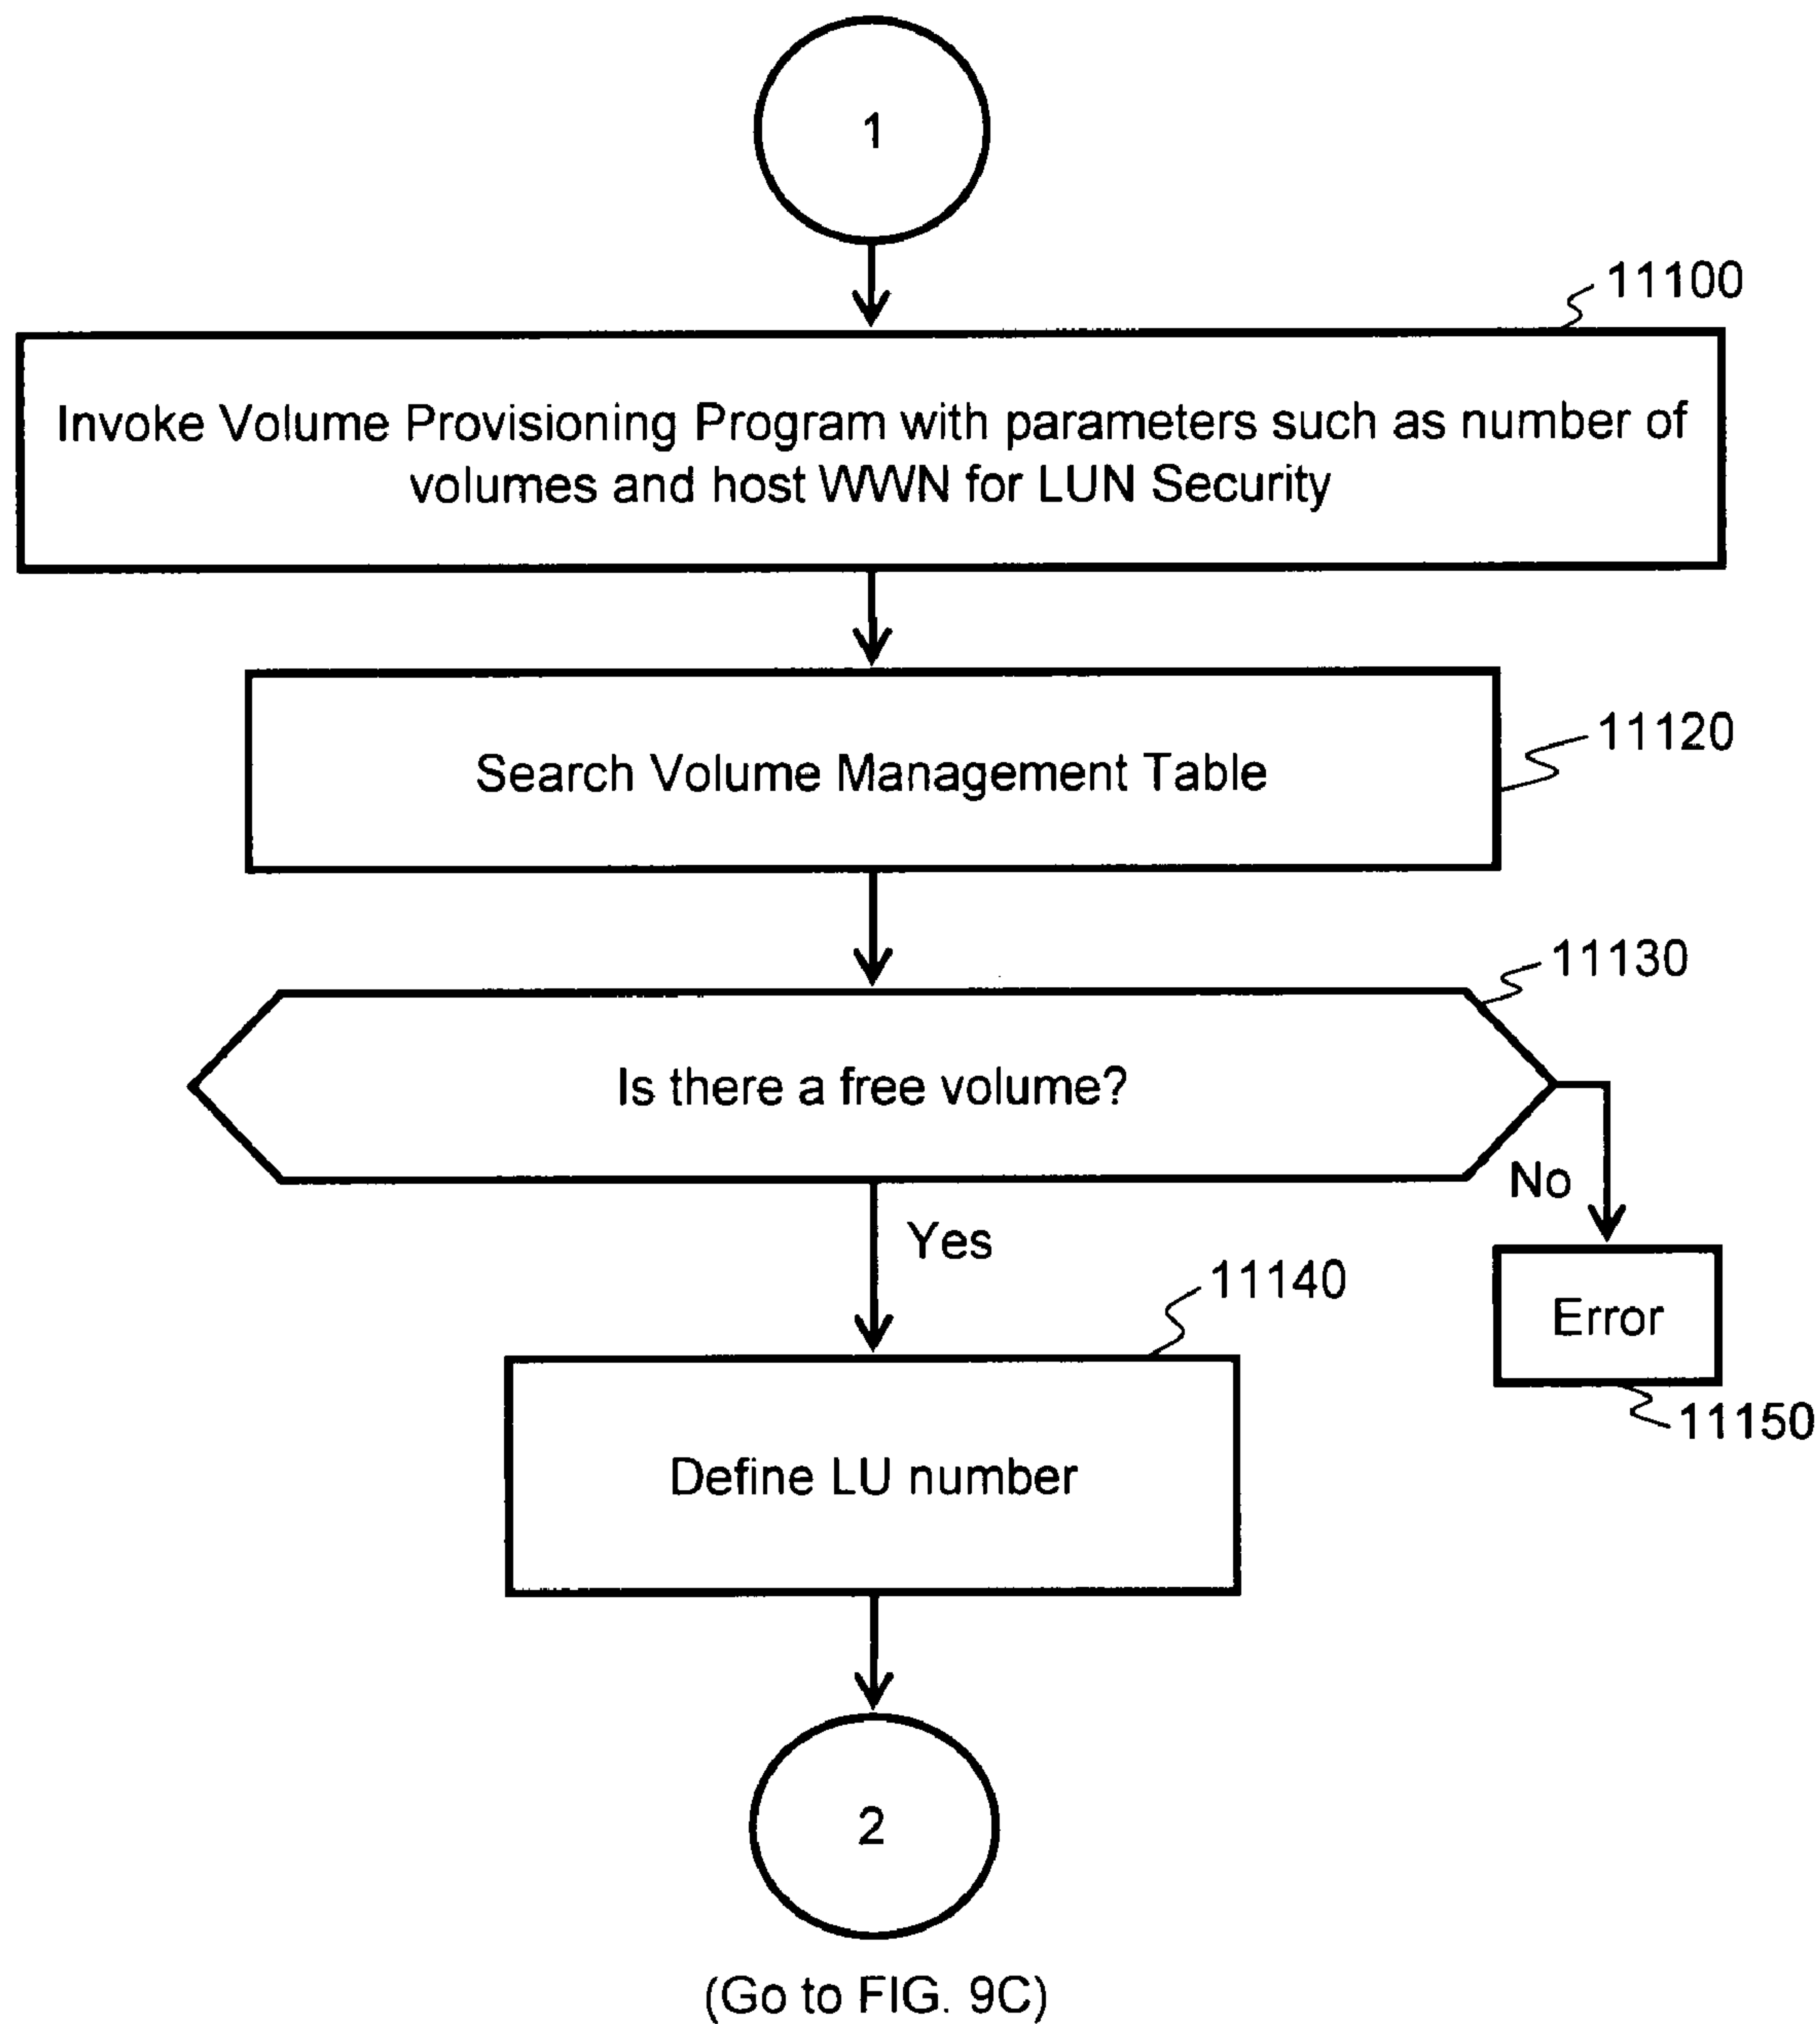 1
11100
Invoke Volume Provisioning Program with parameters such as number of
volumes and host WWN for LUN Security
11120
Search Volume Management Table
11130
Is there a free volume?
No
Yes
11140
Error
11150
Define LU number
2
(Go to FIG. 9C)